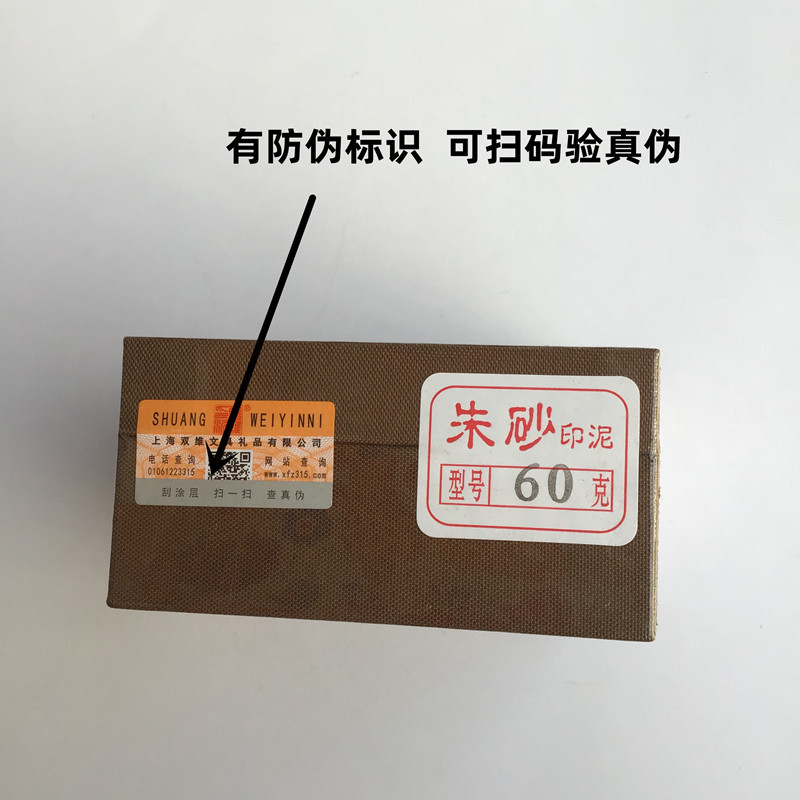 有防伪标识 可扫码验真伪
SHUANG WEIYINNI
上海双维文具礼品有限公司
电话查询 网站查询
01061223315 www.xfz315.com
刮涂层 扫一扫 查真伪
朱砂印泥
型号 60 克